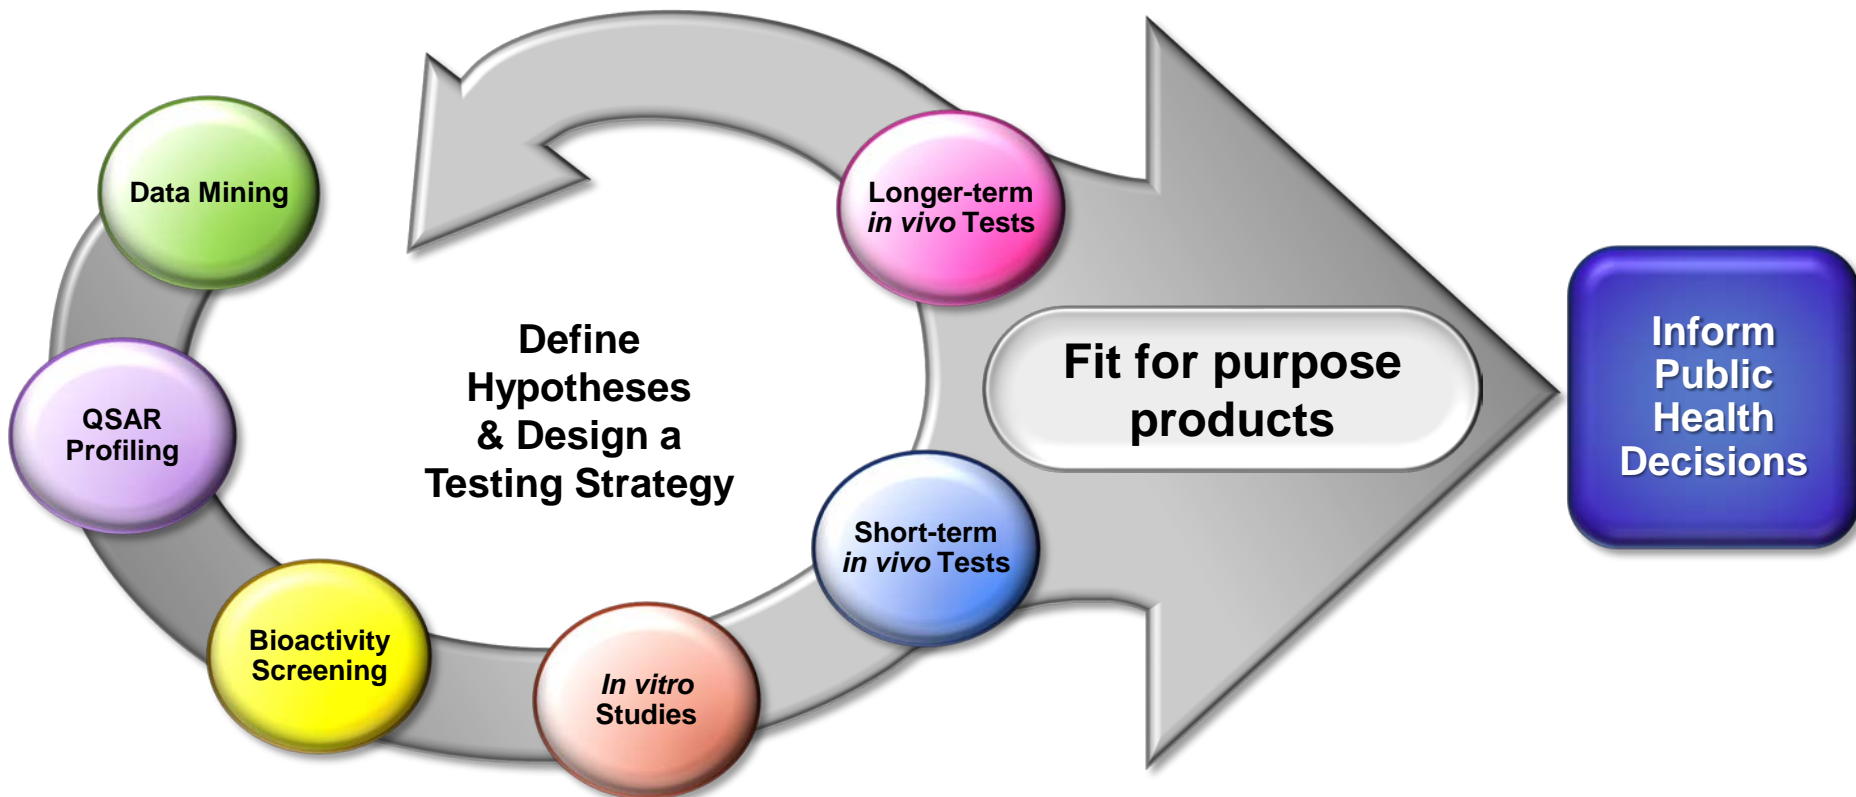 Data Mining
QSAR
Profiling
Bioactivity
Screening
In vitro
Studies
Short-term
in vivo Tests
Longer-term
in vivo Tests
Define
Hypotheses
& Design a
Testing Strategy
Fit for purpose
products
Inform
Public
Health
Decisions